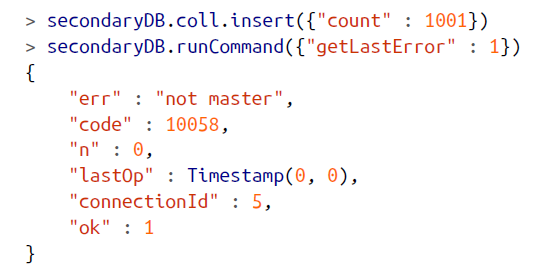 > secondaryDB.coll.insert({"count" : 1001})
> secondaryDB.runCommand({"getLastError" : 1})
{
    "err" : "not master",
    "code" : 10058,
    "n" : 0,
    "lastOp" : Timestamp(0, 0),
    "connectionId" : 5,
    "ok" : 1
}